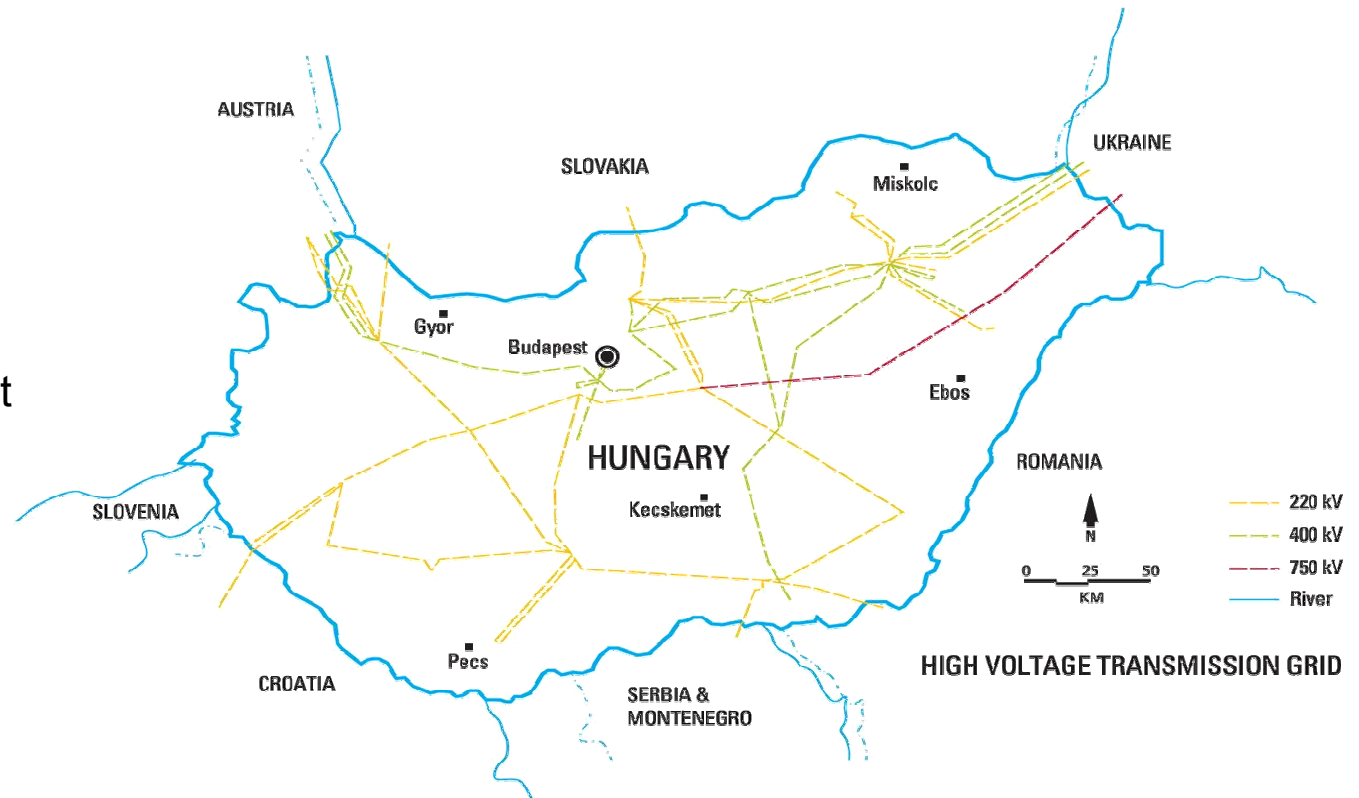 AUSTRIA
SLOVAKIA
UKRAINE
Miskolc
Gyor
Budapest
t
Ebos
HUNGARY
ROMANIA
SLOVENIA
Kecskemet
N
0 25 50
KM
220 kV
400 kV
750 kV
River
Pecs
CROATIA
SERBIA &
MONTENEGRO
HIGH VOLTAGE TRANSMISSION GRID